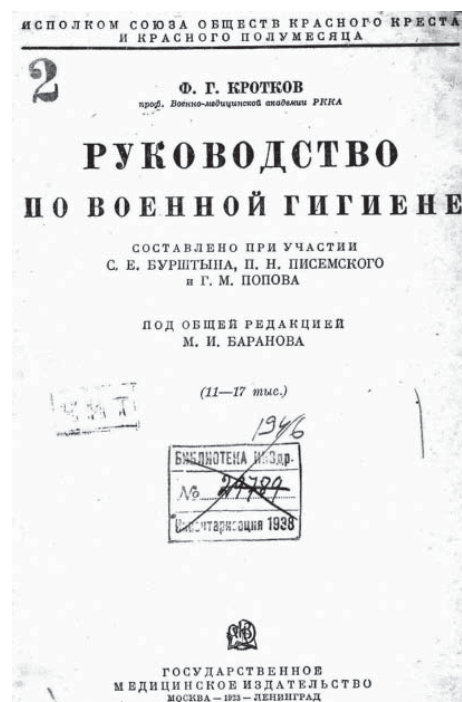 ИСПОЛКОМ СОЮЗА ОБЩЕСТВ КРАСНОГО КРЕСТА
И КРАСНОГО ПОЛУМЕСЯЦА
2
Ф. Г. КРОТКОВ
проф. Военно-медицинской академии РККА
РУКОВОДСТВО
ПО ВОЕННОЙ ГИГИЕНЕ
СОСТАВЛЕНО ПРИ УЧАСТИИ
С. Е. БУРШТЫНА, П. Н. ПИСЕМСКОГО
и Г. М. ПОПОВА
ПОД ОБЩЕЙ РЕДАКЦИЕЙ
М. И. БАРАНОВА
(11—17 тыс.)
1946
БИБЛИОТЕКА
№ 29789
Инвентаризация 1938
ГОСУДАРСТВЕННОЕ
МЕДИЦИНСКОЕ ИЗДАТЕЛЬСТВО
МОСКВА — 1933 — ЛЕНИНГРАД